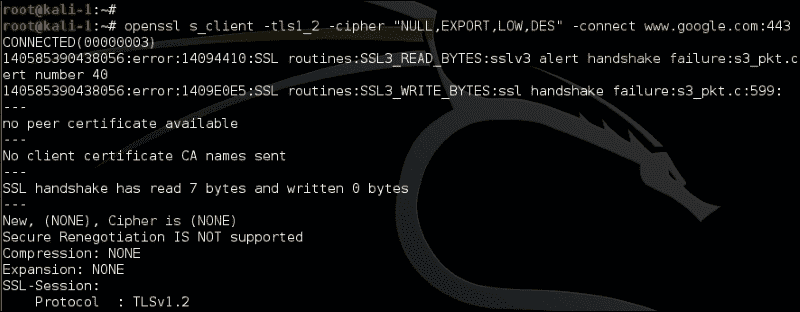 root@kali-1:~#
root@kali-1:~# openssl s_client -tls1_2 -cipher "NULL,EXPORT,LOW,DES" -connect www.google.com:443
CONNECTED(00000003)
140585390438056:error:14094410:SSL routines:SSL3_READ_BYTES:sslv3 alert handshake failure:s3_pkt.c
ert number 40
140585390438056:error:1409E0E5:SSL routines:SSL3_WRITE_BYTES:ssl handshake failure:s3_pkt.c:599:
---
no peer certificate available
---
No client certificate CA names sent
---
SSL handshake has read 7 bytes and written 0 bytes
---
New, (NONE), Cipher is (NONE)
Secure Renegotiation IS NOT supported
Compression: NONE
Expansion: NONE
SSL-Session:
    Protocol  : TLSv1.2